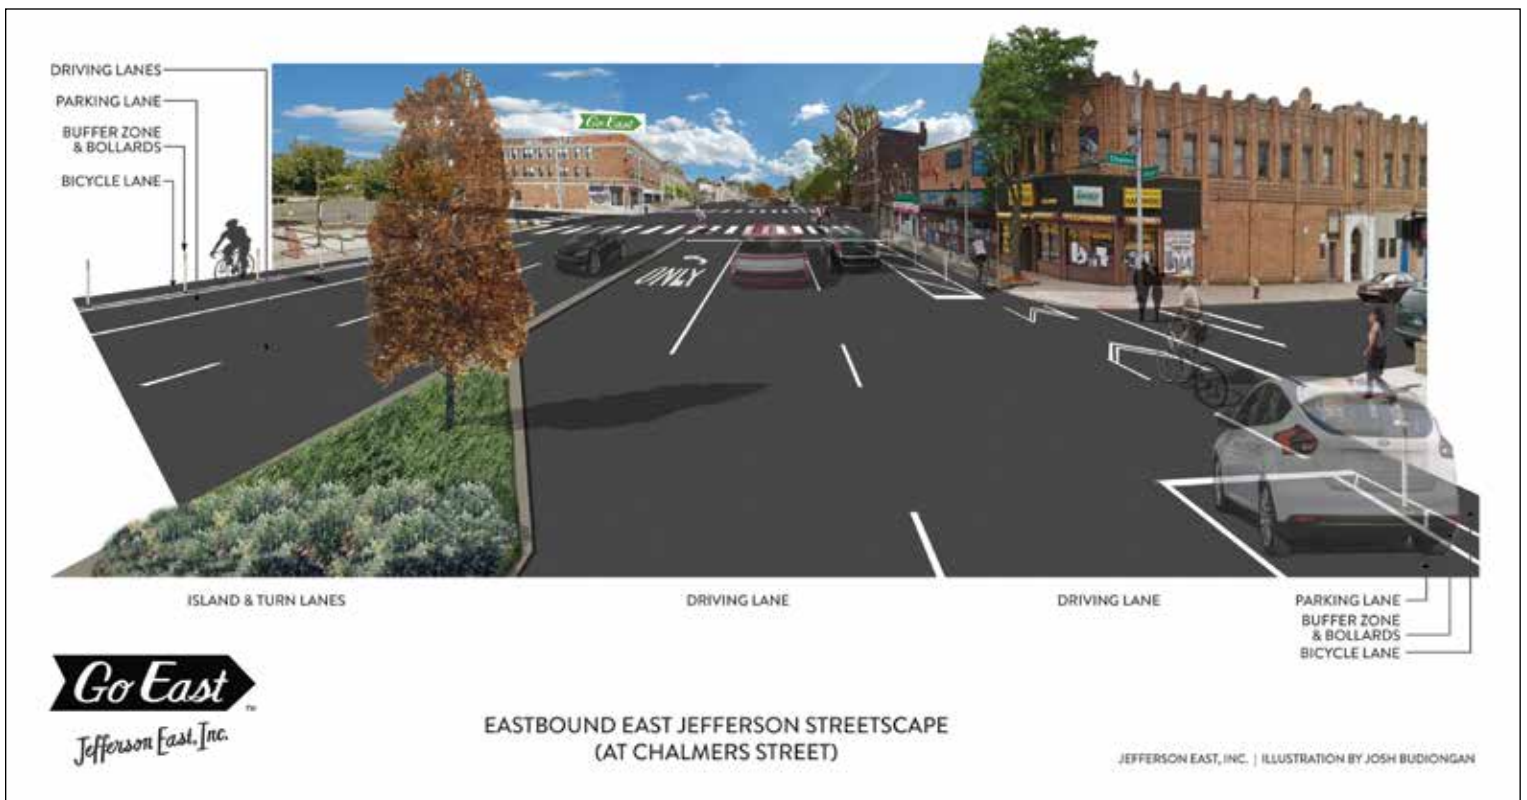 DRIVING LANES
PARKING LANE
BUFFER ZONE
& BOLLARDS
BICYCLE LANE
Go East
ONLY
ISLAND & TURN LANES
DRIVING LANE
DRIVING LANE
PARKING LANE
BUFFER ZONE
& BOLLARDS
BICYCLE LANE
Go East
TM
Jefferson East, Inc.
EASTBOUND EAST JEFFERSON STREETSCAPE
(AT CHALMERS STREET)
JEFFERSON EAST, INC. | ILLUSTRATION BY JOSH BUDIONGAN